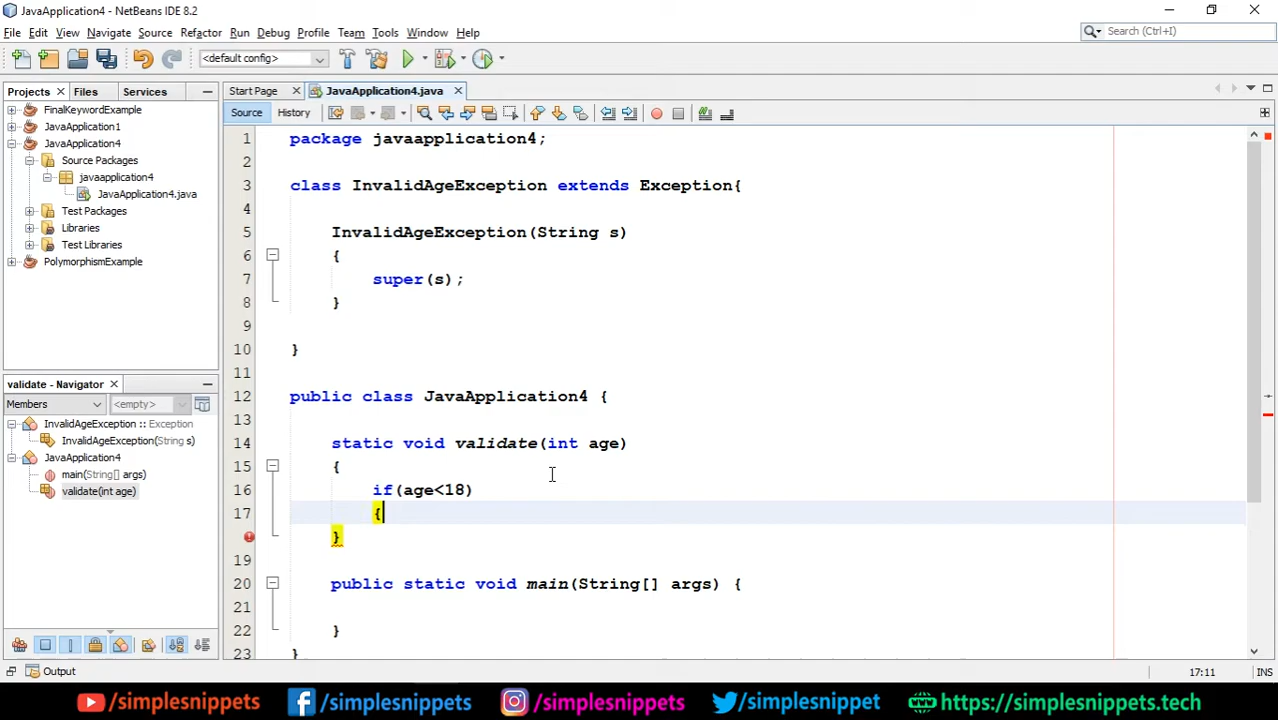 JavaApplication4 - NetBeans IDE 8.2
File Edit View Navigate Source Refactor Run Debug Profile Team Tools Window Help
Search (Ctrl+I)
<default config>
Projects Files Services
Start Page JavaApplication4.java
Source History
FinalKeywordExample
JavaApplication1
JavaApplication4
Source Packages
javaapplication4
JavaApplication4.java
Test Packages
Libraries
Test Libraries
PolymorphismExample
validate - Navigator
Members <empty>
InvalidAgeException :: Exception
InvalidAgeException(String s)
JavaApplication4
main(String[] args)
validate(int age)
1 package javaapplication4;
2
3 class InvalidAgeException extends Exception{
4
5 InvalidAgeException(String s)
6 {
7 super(s);
8 }
9
10 }
11
12 public class JavaApplication4 {
13
14 static void validate(int age)
15 {
16 if(age<18)
17 {
}
19
20 public static void main(String[] args) {
21
22 }
23 }
Output
17:11 INS
/simplesnippets /simplesnippets /simplesnippets /simplesnippets https://simplesnippets.tech